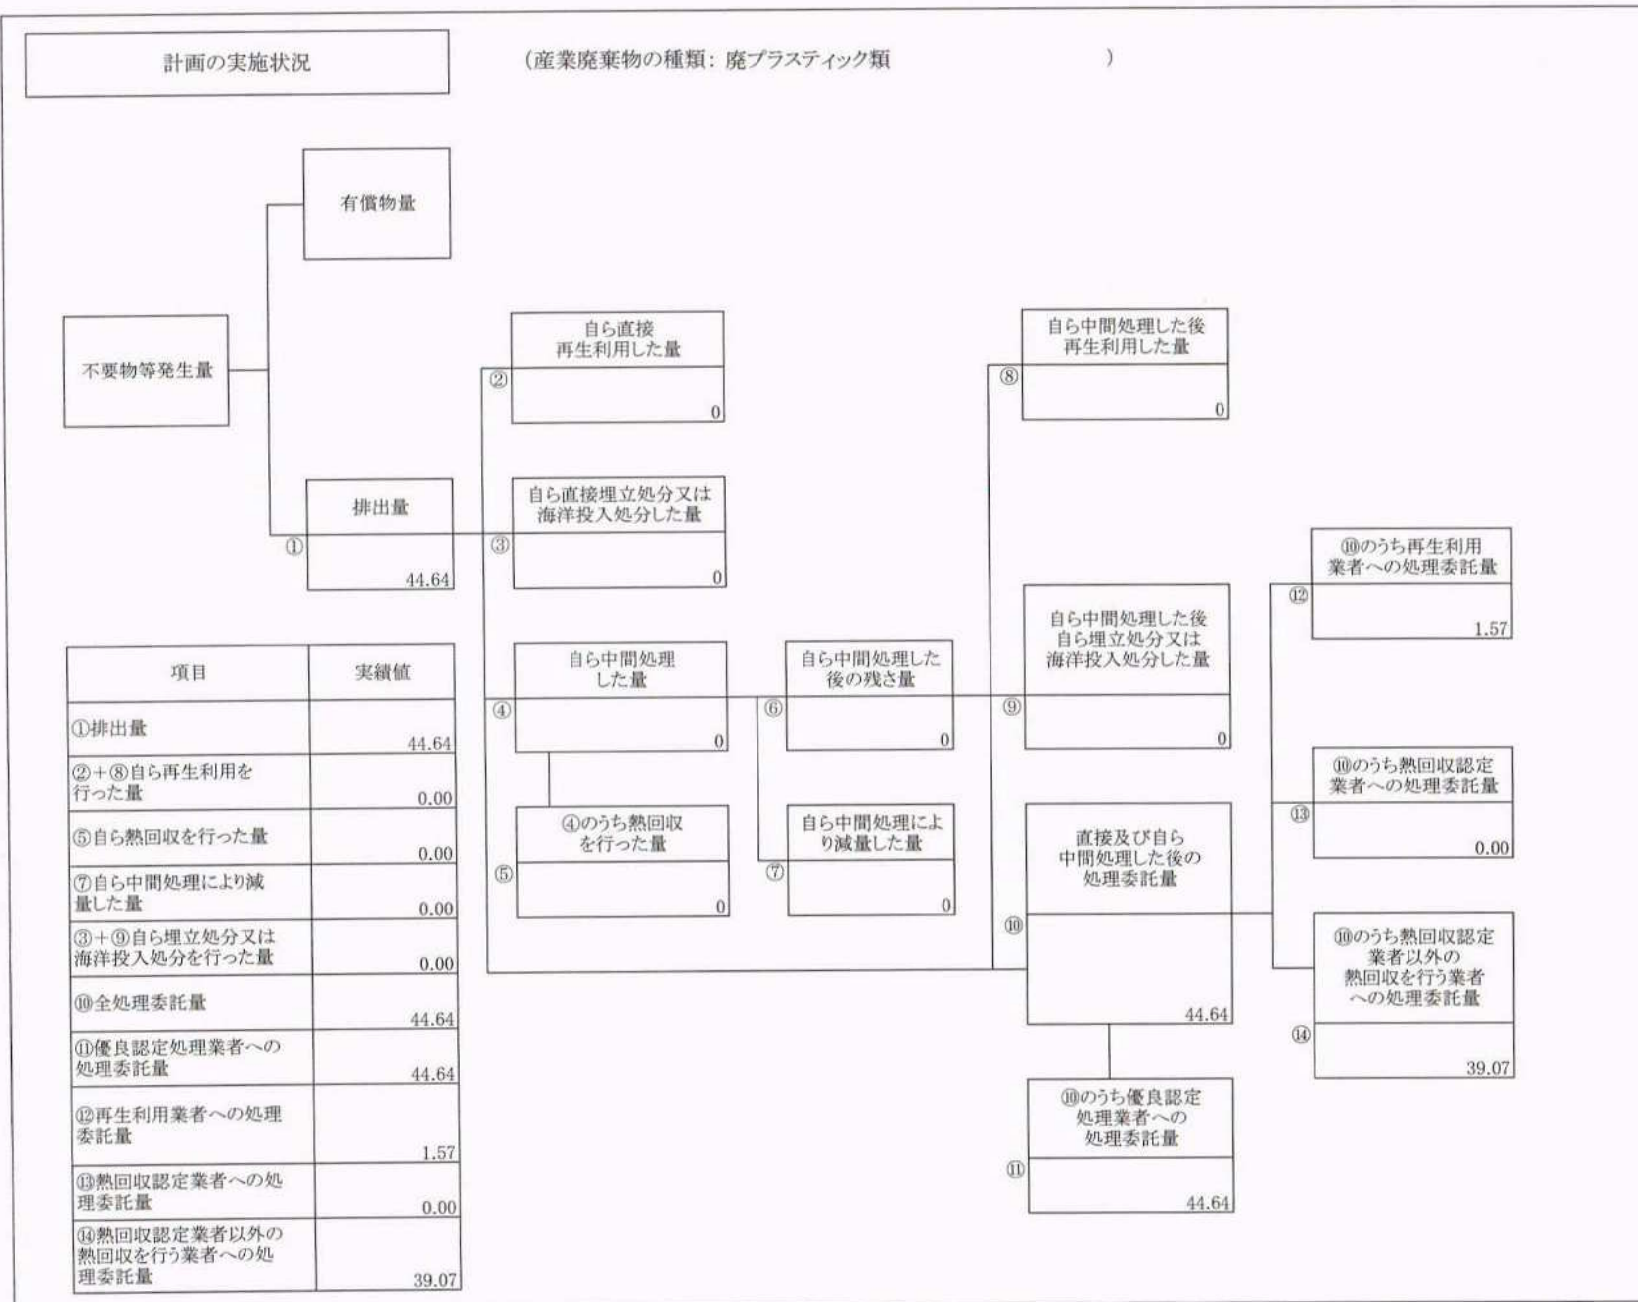 計画の実施状況
（産業廃棄物の種類：廃プラスティック類　）
有償物量
不要物等発生量
自ら直接
再生利用した量
②
0
自ら中間処理した後
再生利用した量
⑧
0
排出量
①
44.64
自ら直接埋立処分又は
海洋投入処分した量
③
0
⑩のうち再生利用
業者への処理委託量
⑫
1.57
自ら中間処理
した量
④
0
自ら中間処理した
後の残さ量
⑥
0
自ら中間処理した後
自ら埋立処分又は
海洋投入処分した量
⑨
0
⑩のうち熱回収認定
業者への処理委託量
⑬
0.00
④のうち熱回収
を行った量
⑤
0
自ら中間処理によ
り減量した量
⑦
0
直接及び自ら
中間処理した後の
処理委託量
⑩
44.64
⑩のうち熱回収認定
業者以外の
熱回収を行う業者
への処理委託量
⑭
39.07
⑩のうち優良認定
処理業者への
処理委託量
⑪
44.64
項目 実績値
①排出量
44.64
②＋⑧自ら再生利用を
行った量
0.00
⑤自ら熱回収を行った量
0.00
⑦自ら中間処理により減
量した量
0.00
③＋⑨自ら埋立処分又は
海洋投入処分を行った量
0.00
⑩全処理委託量
44.64
⑪優良認定処理業者への
処理委託量
44.64
⑫再生利用業者への処理
委託量
1.57
⑬熱回収認定業者への処
理委託量
0.00
⑭熱回収認定業者以外の
熱回収を行う業者への処
理委託量
39.07